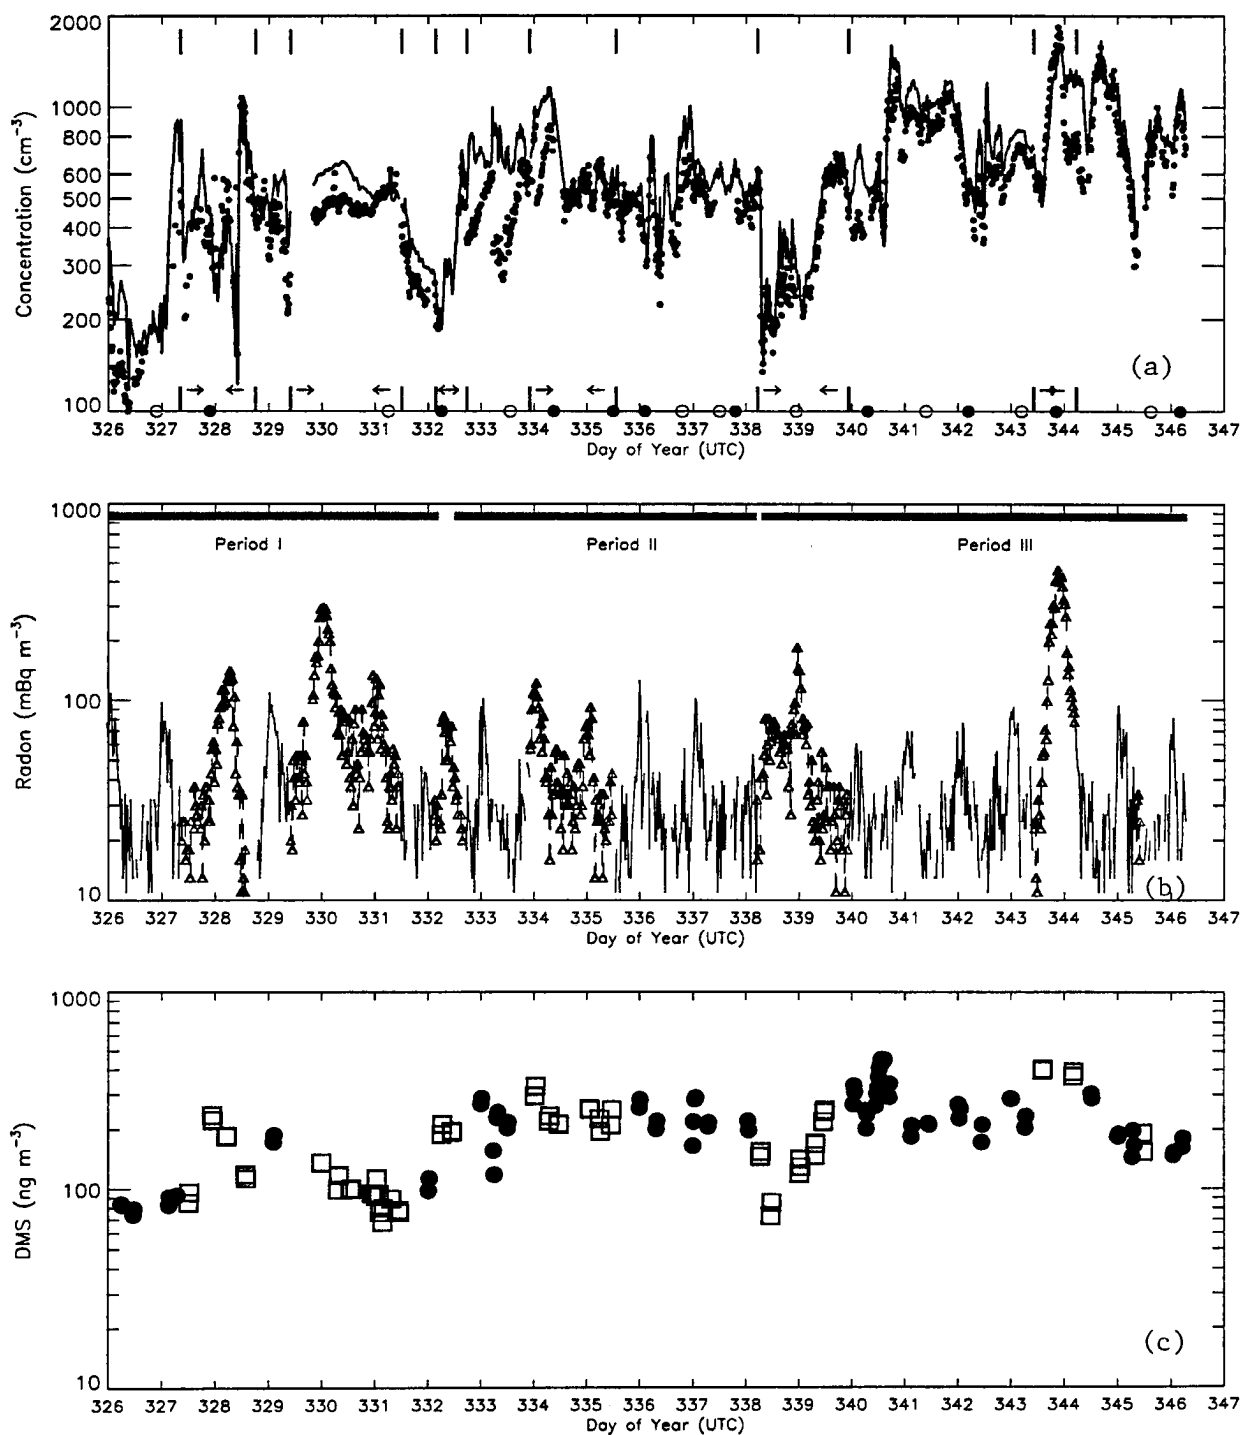 2000
1000
800
600
500
400
300
200
100
Concentration (cm⁻³)
(a)
326 327 328 329 330 331 332 333 334 335 336 337 338 339 340 341 342 343 344 345 346 347
Day of Year (UTC)
1000
100
10
Radon (mBq m⁻³)
Period I Period II Period III
(b)
326 327 328 329 330 331 332 333 334 335 336 337 338 339 340 341 342 343 344 345 346 347
Day of Year (UTC)
1000
100
10
DMS (ng m⁻³)
(c)
326 327 328 329 330 331 332 333 334 335 336 337 338 339 340 341 342 343 344 345 346 347
Day of Year (UTC)